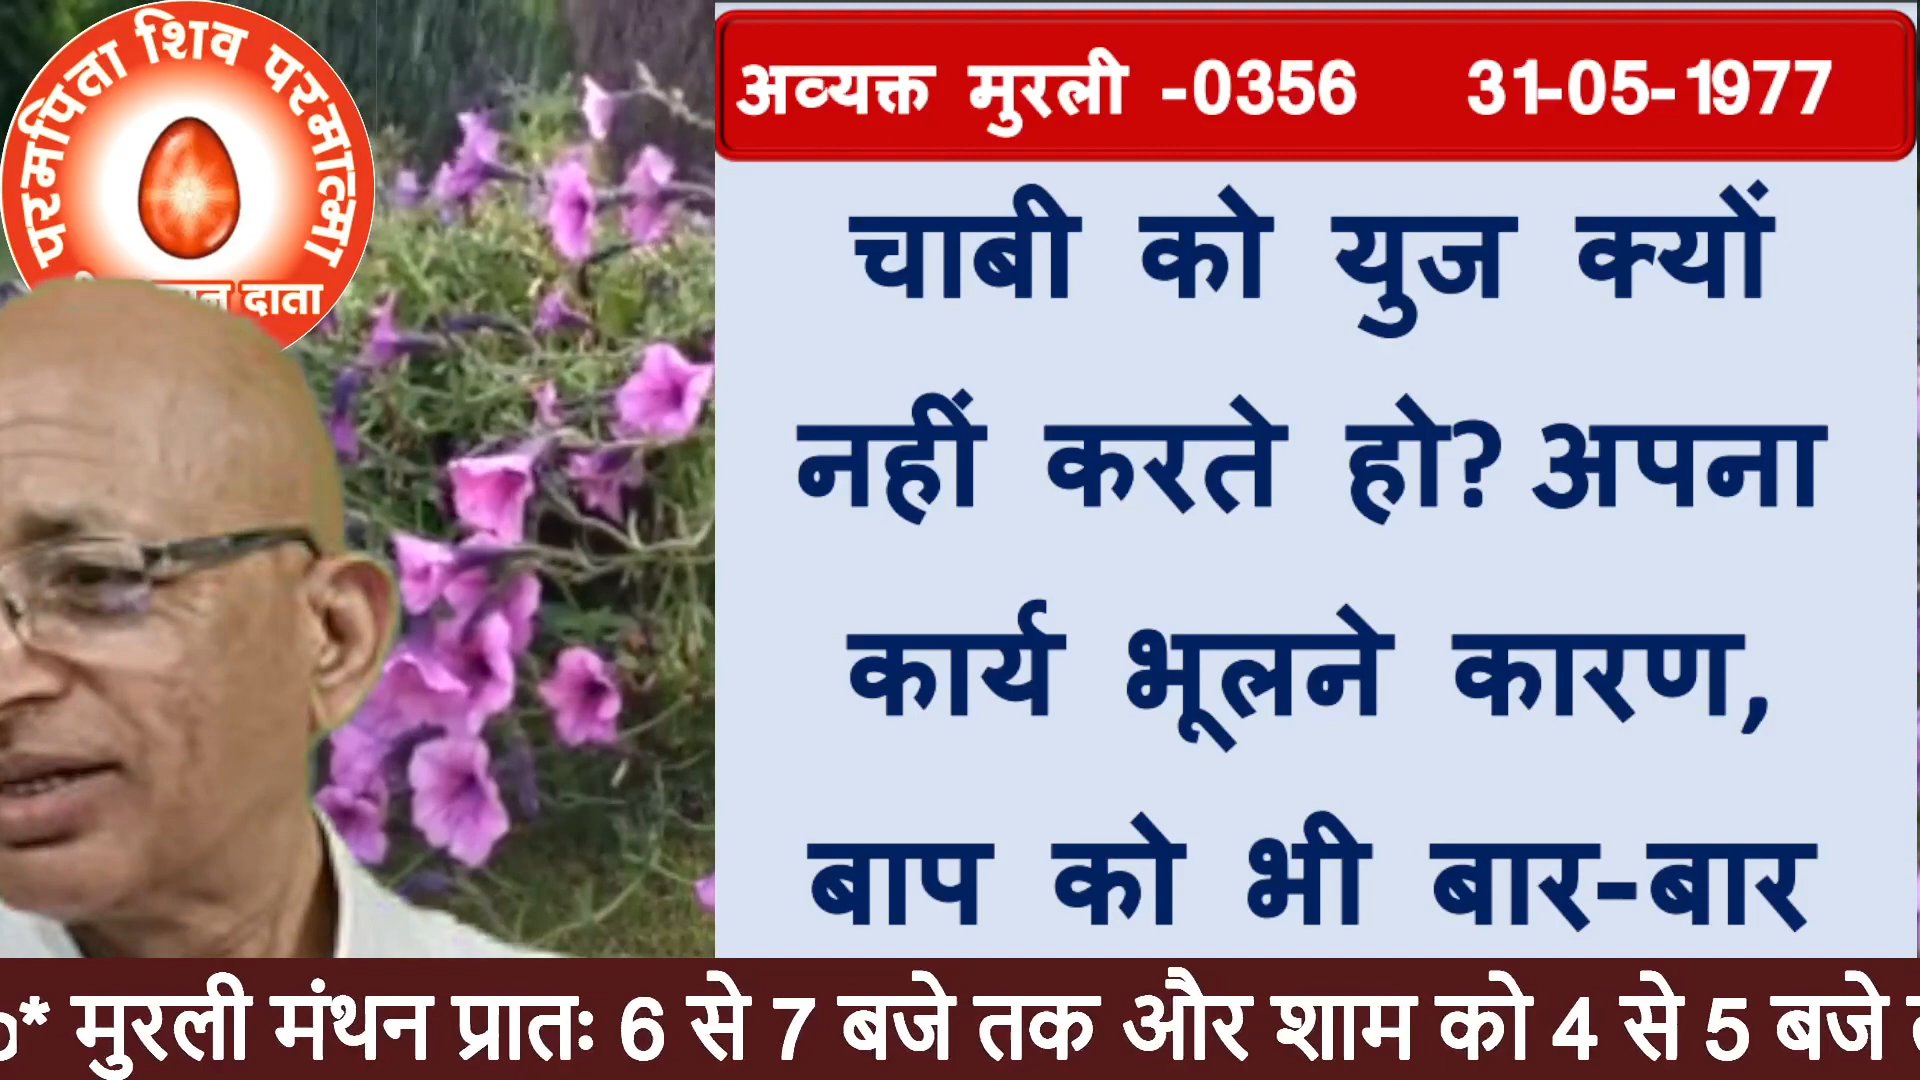 परमपिता शिव परमात्मा
दाता
अव्यक्त मुरली -0356 31-05-1977
चाबी को युज क्यों
नहीं करते हो? अपना
कार्य भूलने कारण,
बाप को भी बार-बार
* मुरली मंथन प्रातः 6 से 7 बजे तक और शाम को 4 से 5 बजे